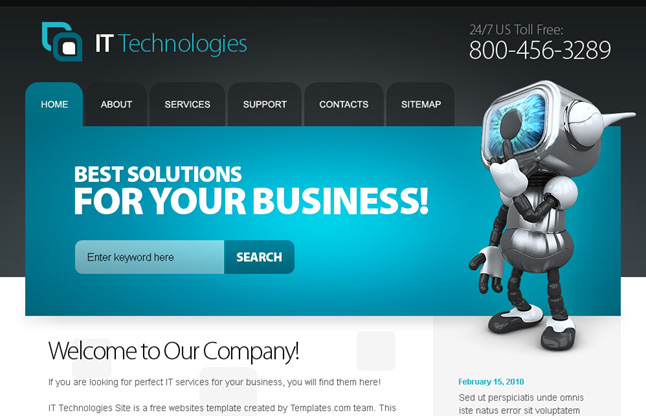 IT Technologies
24/7 US Toll Free:
800-456-3289
HOME
ABOUT
SERVICES
SUPPORT
CONTACTS
SITEMAP
BEST SOLUTIONS
FOR YOUR BUSINESS!
Enter keyword here
SEARCH
Welcome to Our Company!
If you are looking for perfect IT services for your business, you will find them here!
IT Technologies Site is a free websites template created by Templates.com team. This
February 15, 2010
Sed ut perspiciatis unde omnis
iste natus error sit voluptatem